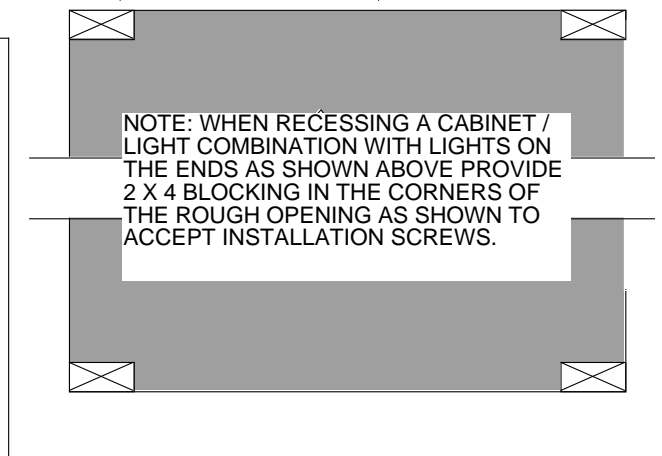 NOTE: WHEN RECESSING A CABINET /
LIGHT COMBINATION WITH LIGHTS ON
THE ENDS AS SHOWN ABOVE PROVIDE
2 X 4 BLOCKING IN THE CORNERS OF
THE ROUGH OPENING AS SHOWN TO
ACCEPT INSTALLATION SCREWS.